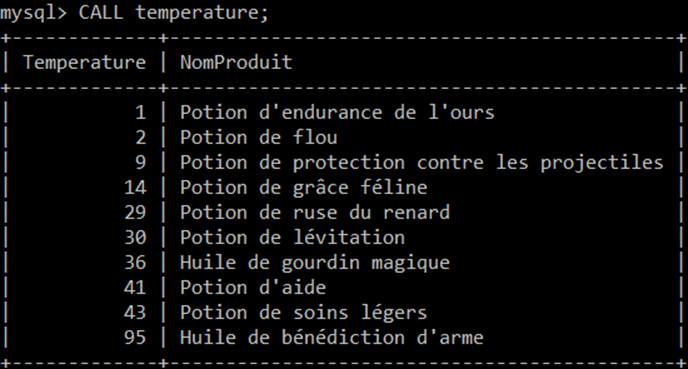 mysql> CALL temperature;
+-------------+---------------------------------------------+
| Temperature | NomProduit                                  |
+-------------+---------------------------------------------+
|           1 | Potion d'endurance de l'ours                |
|           2 | Potion de flou                              |
|           9 | Potion de protection contre les projectiles |
|          14 | Potion de grâce féline                      |
|          29 | Potion de ruse du renard                    |
|          30 | Potion de lévitation                        |
|          36 | Huile de gourdin magique                    |
|          41 | Potion d'aide                               |
|          43 | Potion de soins légers                      |
|          95 | Huile de bénédiction d'arme                 |
+-------------+---------------------------------------------+